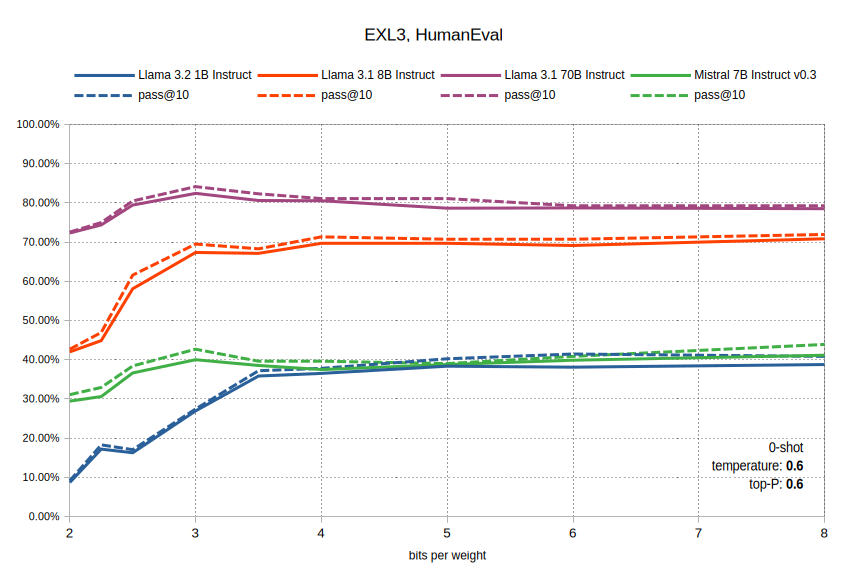 EXL3, HumanEval
Llama 3.2 1B Instruct Llama 3.1 8B Instruct Llama 3.1 70B Instruct Mistral 7B Instruct v0.3
pass@10 pass@10 pass@10 pass@10
100.00%
90.00%
80.00%
70.00%
60.00%
50.00%
40.00%
30.00%
20.00%
10.00%
0.00%
0-shot
temperature: 0.6
top-P: 0.6
2 3 4 5 6 7 8
bits per weight